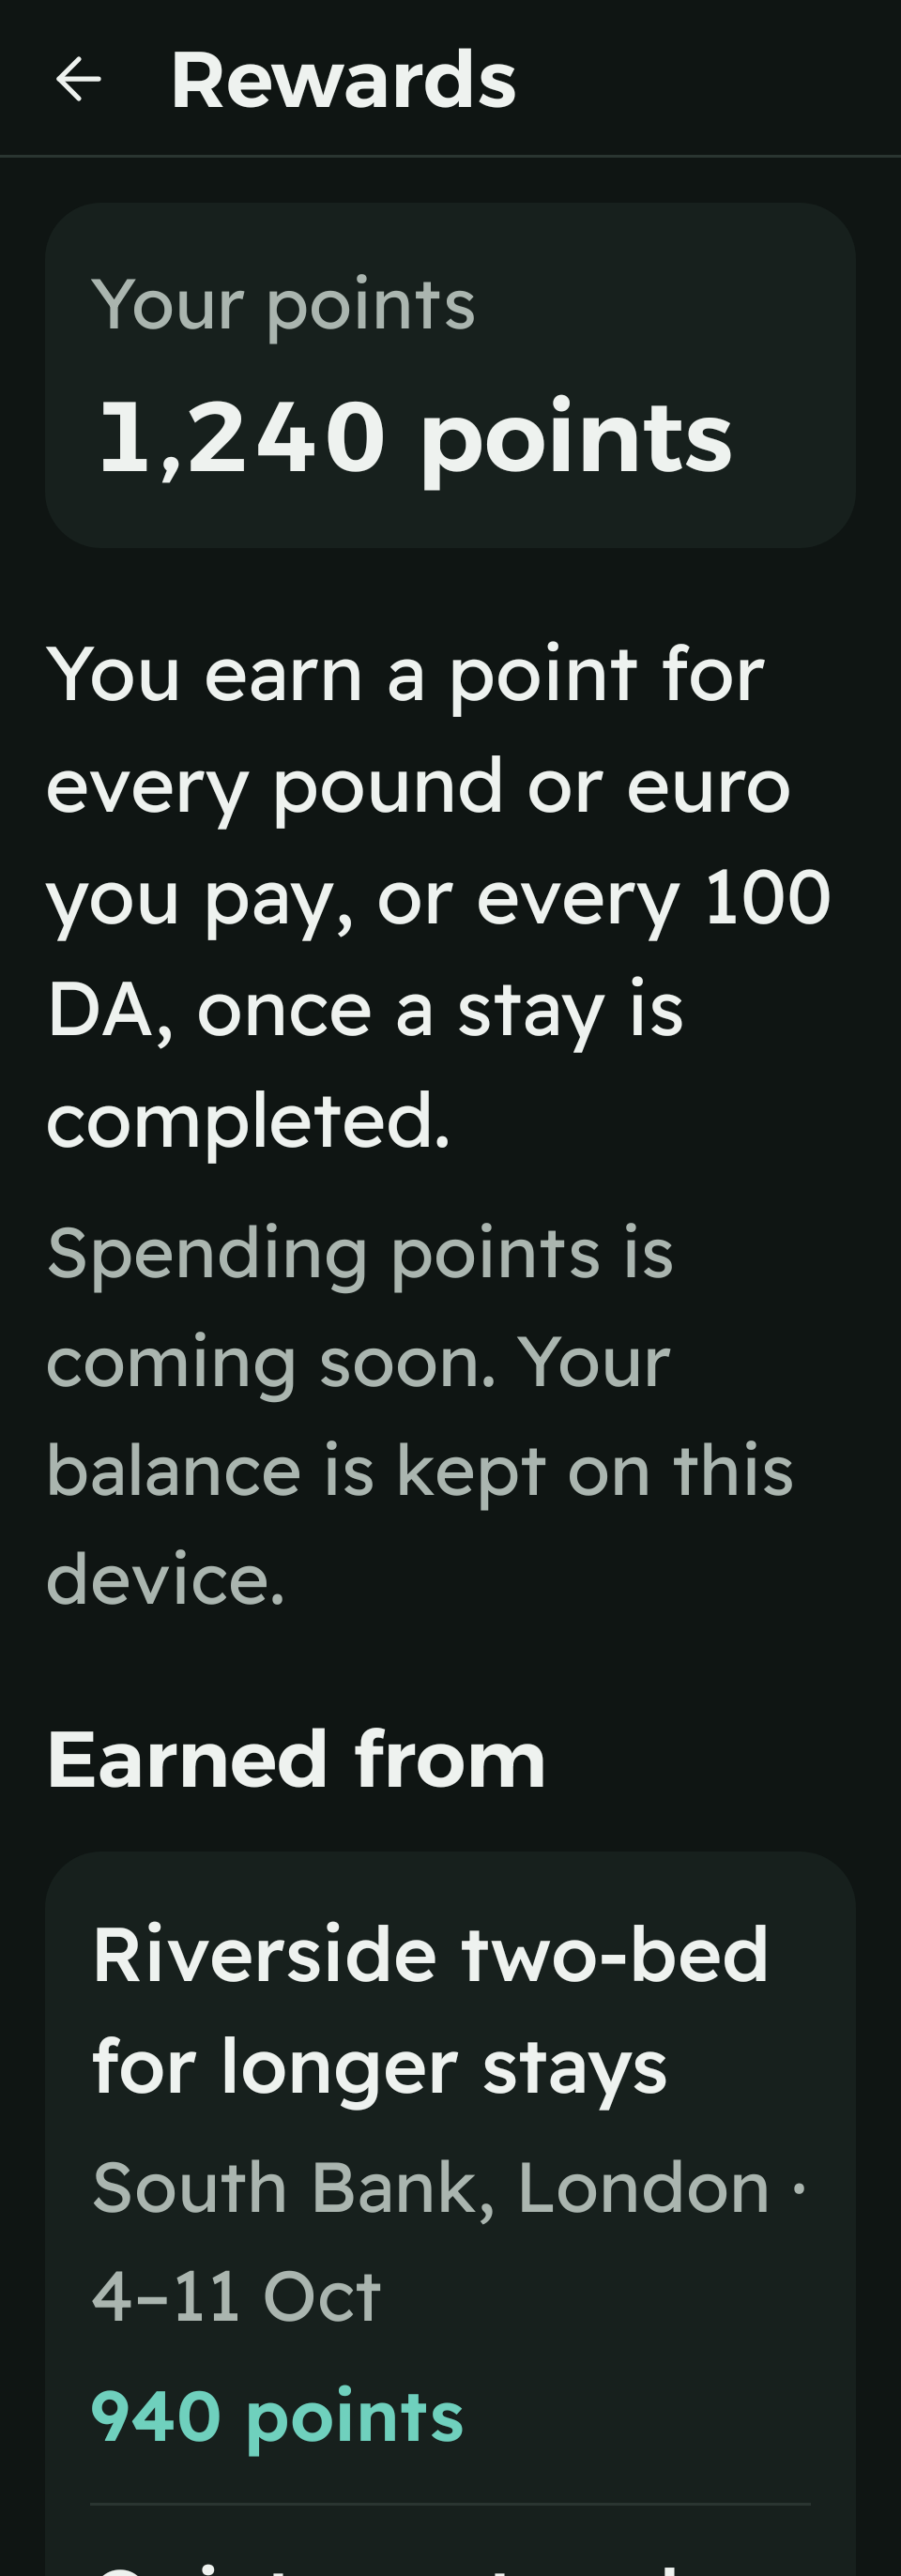 Rewards
Your points
1,240 points
You earn a point for
every pound or euro
you pay, or every 100
DA, once a stay is
completed.
Spending points is
coming soon. Your
balance is kept on this
device.
Earned from
Riverside two-bed
for longer stays
South Bank, London ·
4–11 Oct
940 points